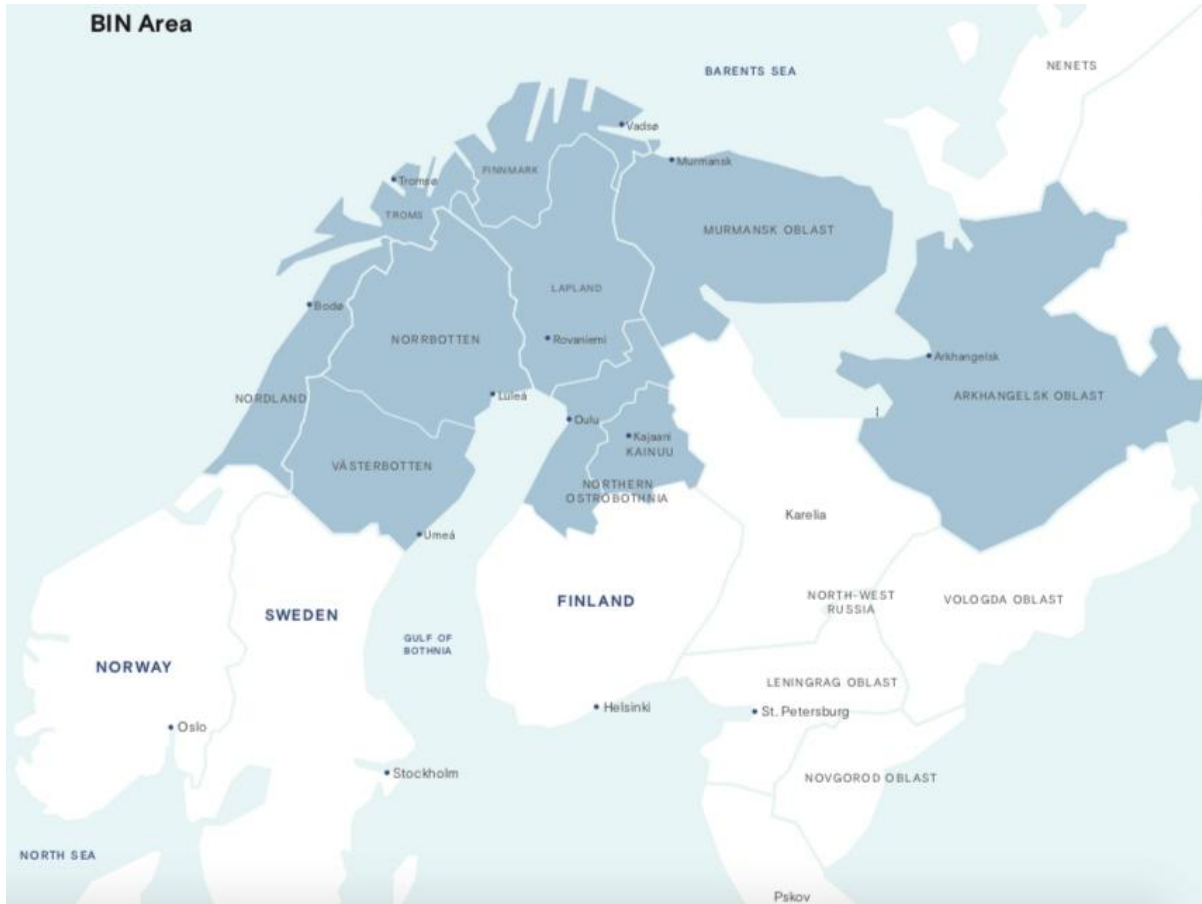 BIN Area
BARENTS SEA
NENETS
Vadsø
Murmansk
FINNMARK
Tromsø
TROMS
MURMANSK OBLAST
LAPLAND
Bodø
NORRBOTTEN
Rovaniemi
Arkhangelsk
NORDLAND
Luleá
ARKHANGELSK OBLAST
Oulu
Kajaani
KAINUU
VÄSTERBOTTEN
NORTHERN
OSTROBOTHNIA
Karelia
Umeá
FINLAND
NORTH-WEST
RUSSIA
VOLOGDA OBLAST
SWEDEN
GULF OF
BOTHNIA
NORWAY
LENINGRAG OBLAST
Helsinki
St. Petersburg
Oslo
Stockholm
NOVGOROD OBLAST
NORTH SEA
Pskov